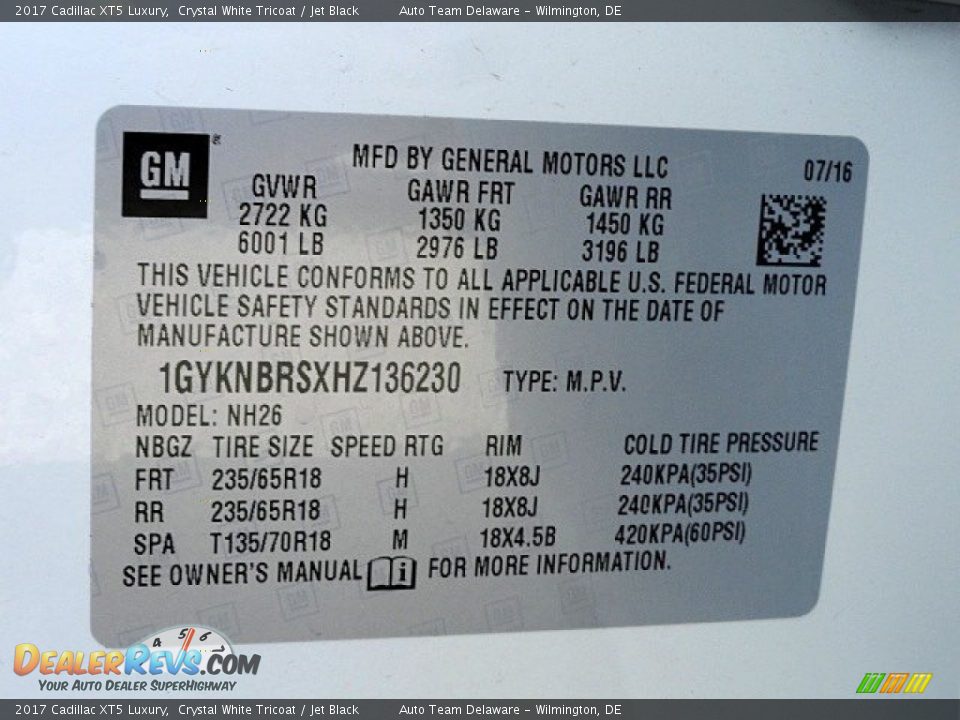 2017 Cadillac XT5 Luxury, Crystal White Tricoat / Jet Black Auto Team Delaware – Wilmington, DE
GM
MFD BY GENERAL MOTORS LLC 07/16
GVWR GAWR FRT GAWR RR
2722 KG 1350 KG 1450 KG
6001 LB 2976 LB 3196 LB
THIS VEHICLE CONFORMS TO ALL APPLICABLE U.S. FEDERAL MOTOR
VEHICLE SAFETY STANDARDS IN EFFECT ON THE DATE OF
MANUFACTURE SHOWN ABOVE.
1GYKNBRSXHZ136230 TYPE: M.P.V.
MODEL: NH26
NBGZ TIRE SIZE SPEED RTG RIM COLD TIRE PRESSURE
FRT 235/65R18 H 18X8J 240KPA(35PSI)
RR 235/65R18 H 18X8J 240KPA(35PSI)
SPA T135/70R18 M 18X4.5B 420KPA(60PSI)
SEE OWNER'S MANUAL i FOR MORE INFORMATION.
4 5 6
DEALERREVS.COM
YOUR AUTO DEALER SUPERHIGHWAY
2017 Cadillac XT5 Luxury, Crystal White Tricoat / Jet Black Auto Team Delaware – Wilmington, DE